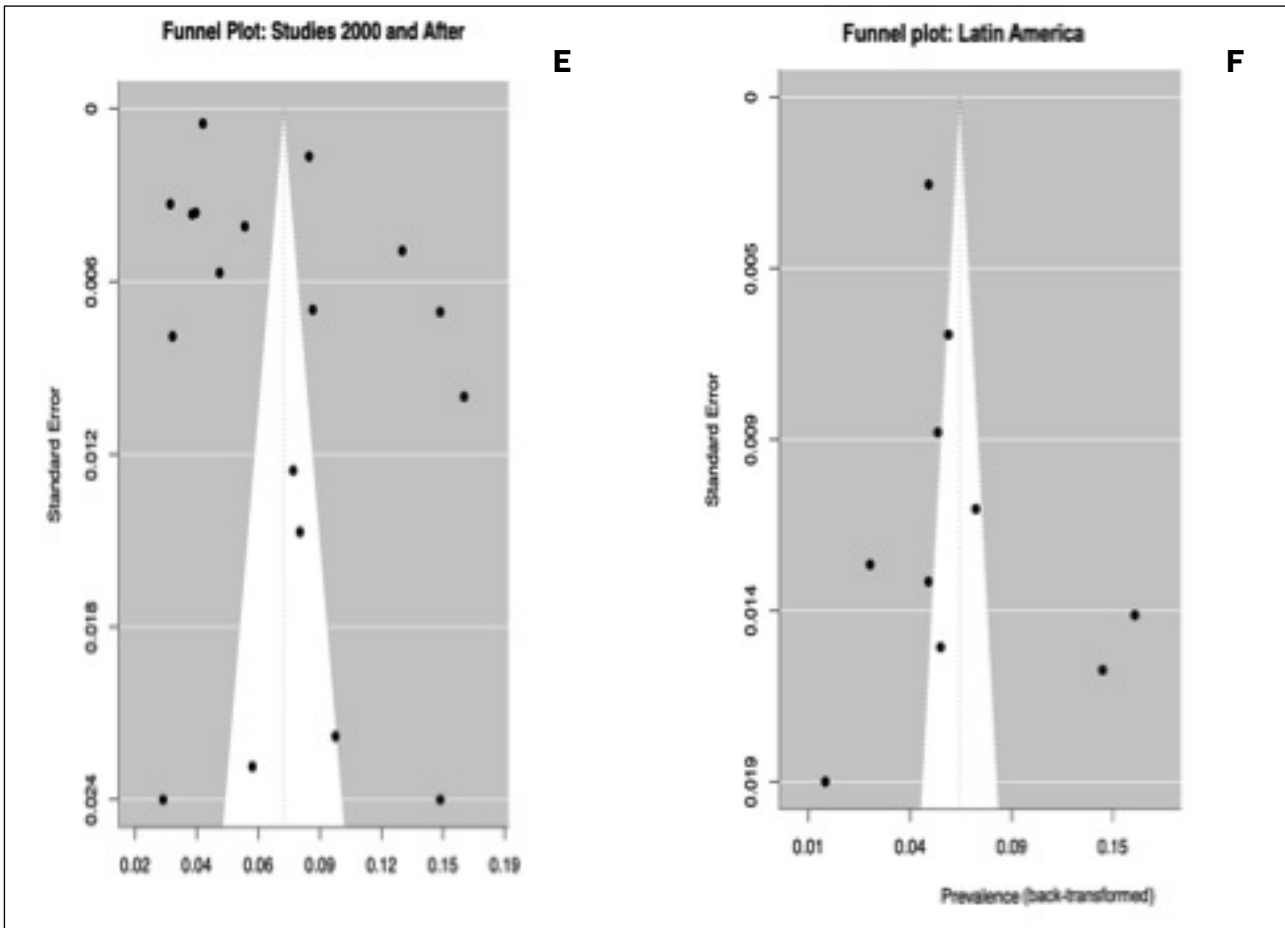 Funnel Plot: Studies 2000 and After
E
Standard Error
0
0.006
0.012
0.018
0.024
0.02 0.04 0.06 0.09 0.12 0.15 0.19
Funnel plot: Latin America
F
Standard Error
0
0.005
0.009
0.014
0.019
0.01 0.04 0.09 0.15
Prevalence (back-transformed)